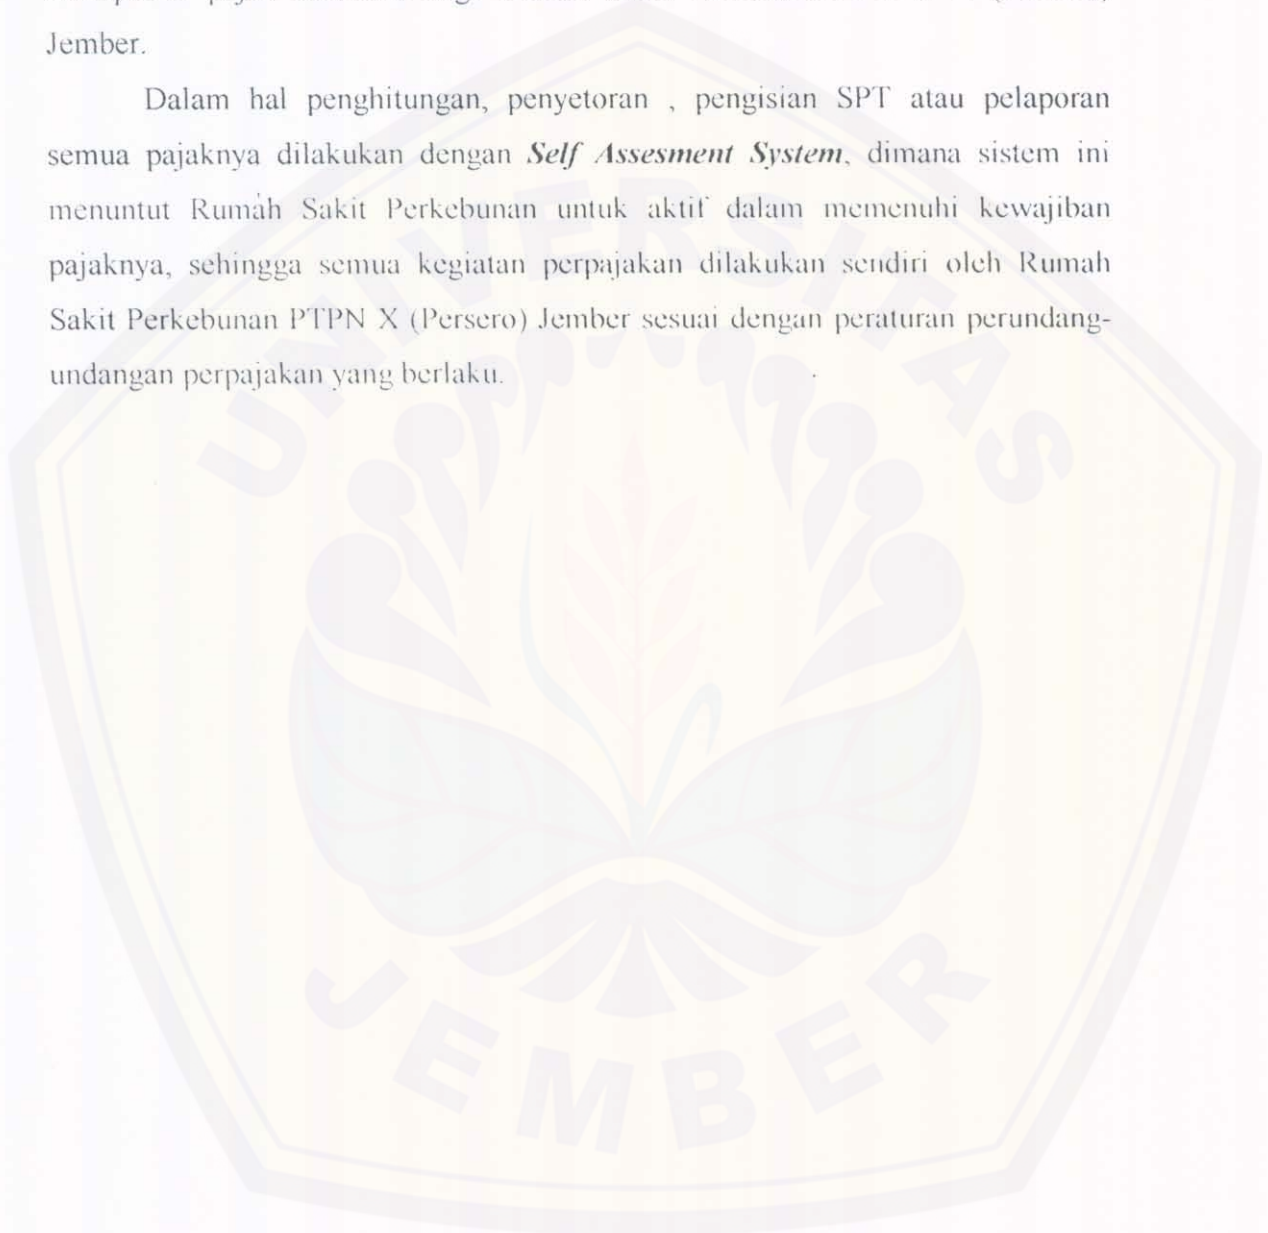 Jember.
Dalam hal penghitungan, penyetoran , pengisian SPT atau pelaporan
semua pajaknya dilakukan dengan Self Assesment System, dimana sistem ini
menuntut Rumah Sakit Perkebunan untuk aktif dalam memenuhi kewajiban
pajaknya, sehingga semua kegiatan perpajakan dilakukan sendiri oleh Rumah
Sakit Perkebunan PTPN X (Persero) Jember sesuai dengan peraturan perundang-
undangan perpajakan yang berlaku.
UNIVERSITAS
JEMBER